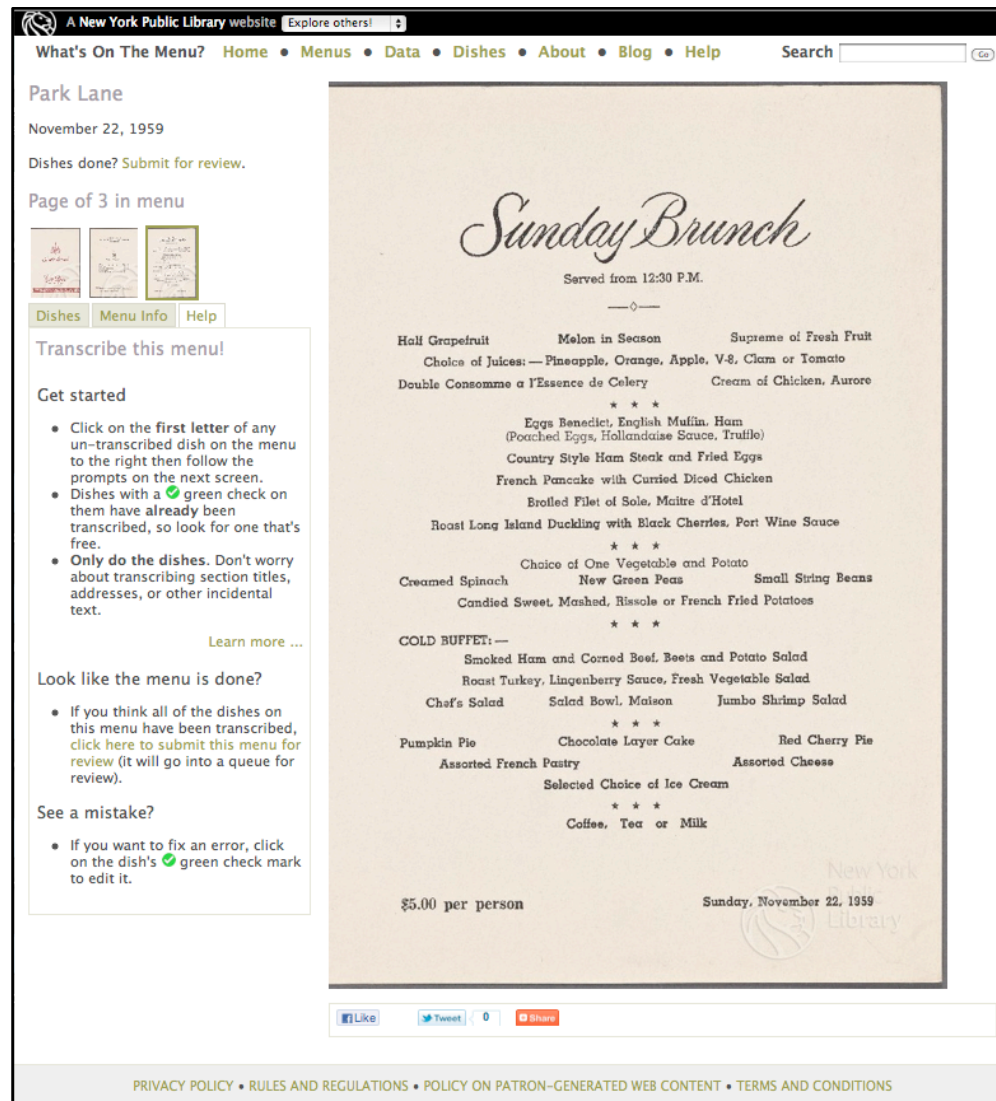 A New York Public Library website Explore others!
What's On The Menu? Home • Menus • Data • Dishes • About • Blog • Help Search Go
Park Lane
November 22, 1959
Dishes done? Submit for review.
Page of 3 in menu
Dishes Menu Info Help
Transcribe this menu!
Get started
• Click on the first letter of any
un-transcribed dish on the menu
to the right then follow the
prompts on the next screen.
• Dishes with a green check on
them have already been
transcribed, so look for one that's
free.
• Only do the dishes. Don't worry
about transcribing section titles,
addresses, or other incidental
text.
Learn more ...
Look like the menu is done?
• If you think all of the dishes on
this menu have been transcribed,
click here to submit this menu for
review (it will go into a queue for
review).
See a mistake?
• If you want to fix an error, click
on the dish's green check mark
to edit it.
Sunday Brunch
Served from 12:30 P.M.
Half Grapefruit Melon in Season Supreme of Fresh Fruit
Choice of Juices: — Pineapple, Orange, Apple, V-8, Clam or Tomato
Double Consomme a l'Essence de Celery Cream of Chicken, Aurore
* * *
Eggs Benedict, English Muffin, Ham
(Poached Eggs, Hollandaise Sauce, Truffle)
Country Style Ham Steak and Fried Eggs
French Pancake with Curried Diced Chicken
Broiled Filet of Sole, Maitre d'Hotel
Roast Long Island Duckling with Black Cherries, Port Wine Sauce
* * *
Choice of One Vegetable and Potato
Creamed Spinach New Green Peas Small String Beans
Candied Sweet, Mashed, Rissole or French Fried Potatoes
* * *
COLD BUFFET: —
Smoked Ham and Corned Beef, Beets and Potato Salad
Roast Turkey, Lingenberry Sauce, Fresh Vegetable Salad
Chef's Salad Salad Bowl, Maison Jumbo Shrimp Salad
* * *
Pumpkin Pie Chocolate Layer Cake Red Cherry Pie
Assorted French Pastry Assorted Cheese
Selected Choice of Ice Cream
* * *
Coffee, Tea or Milk
$5.00 per person Sunday, November 22, 1959
New York
Public
Library
Like Tweet 0 Share
PRIVACY POLICY • RULES AND REGULATIONS • POLICY ON PATRON-GENERATED WEB CONTENT • TERMS AND CONDITIONS